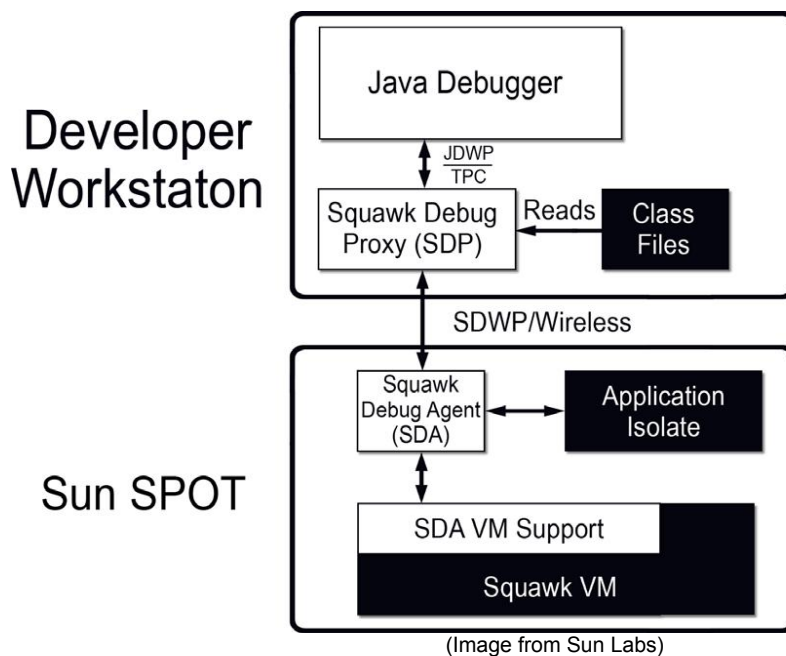 Developer
Workstaton
Java Debugger
JDWP
TPC
Squawk Debug
Proxy (SDP)
Reads
Class
Files
SDWP/Wireless
Sun SPOT
Squawk
Debug Agent
(SDA)
Application
Isolate
SDA VM Support
Squawk VM
(Image from Sun Labs)